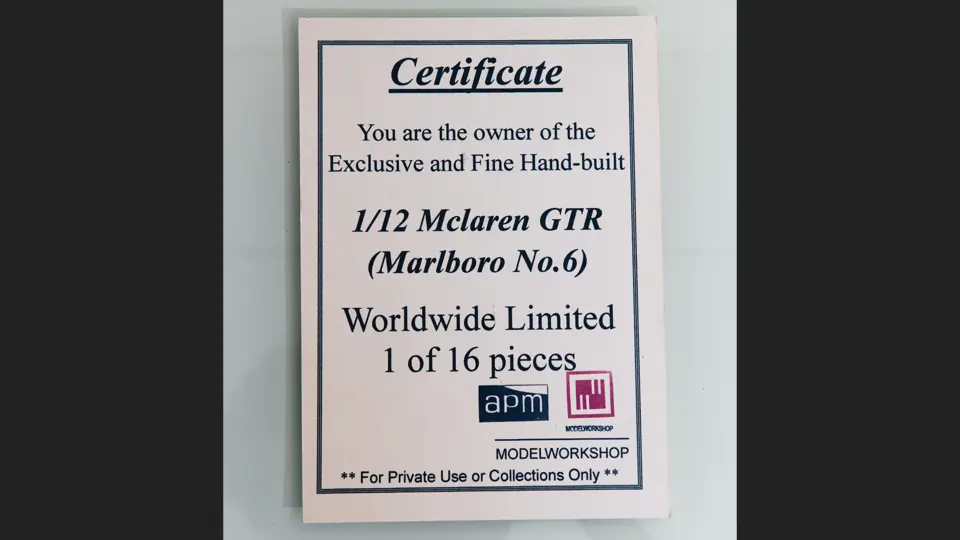 Certificate
You are the owner of the
Exclusive and Fine Hand-built
1/12 Mclaren GTR
(Marlboro No.6)
Worldwide Limited
1 of 16 pieces
apm
MODELWORKSHOP
MODELWORKSHOP
** For Private Use or Collections Only **